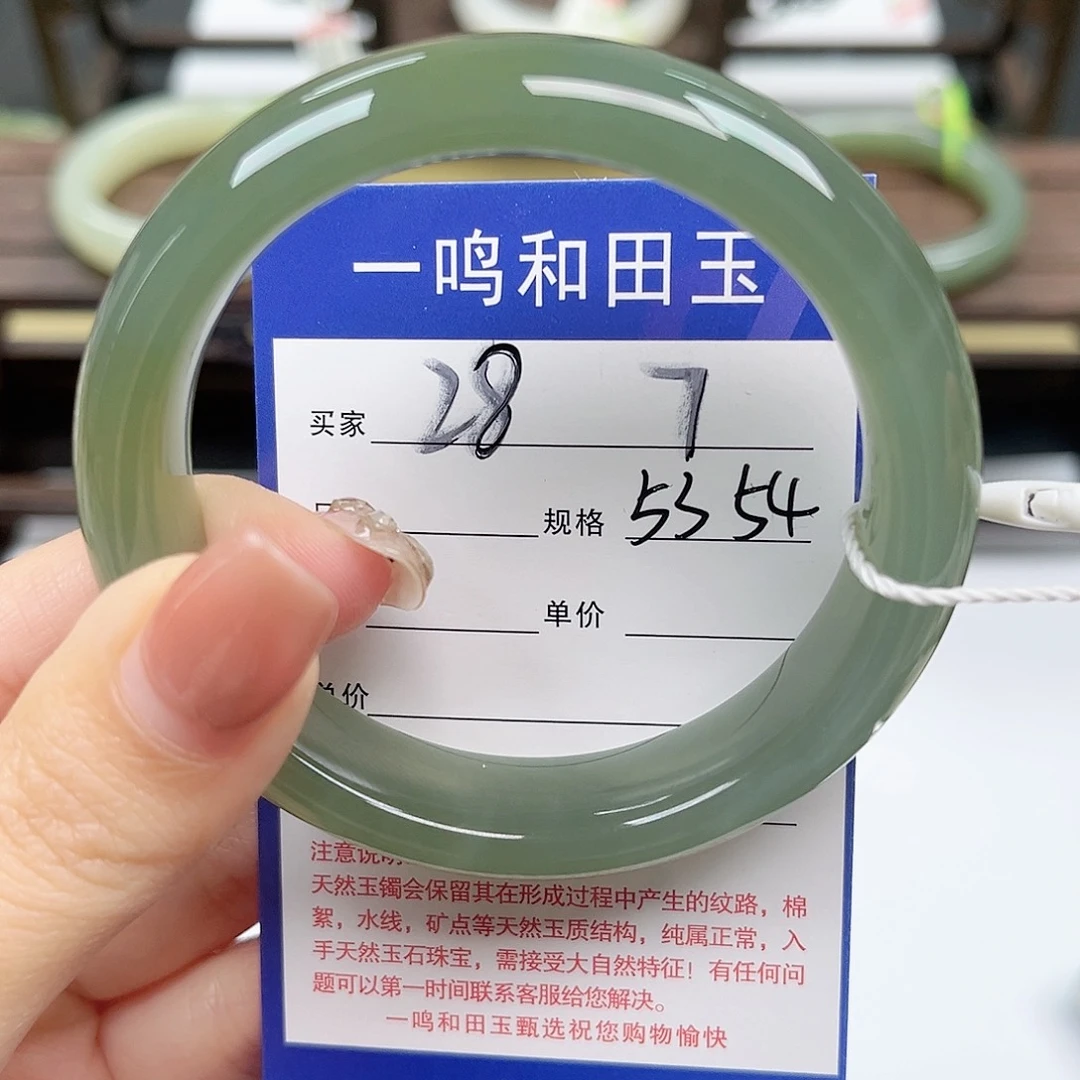 一鸣和田玉
买家 28 7
规格 53 54
单价
单价
注意说明
天然玉镯会保留其在形成过程中产生的纹路，棉
絮，水线，矿点等天然玉质结构，纯属正常，入
手天然玉石珠宝，需接受大自然特征！有任何问
题可以第一时间联系客服给您解决。
一鸣和田玉甄选祝您购物愉快